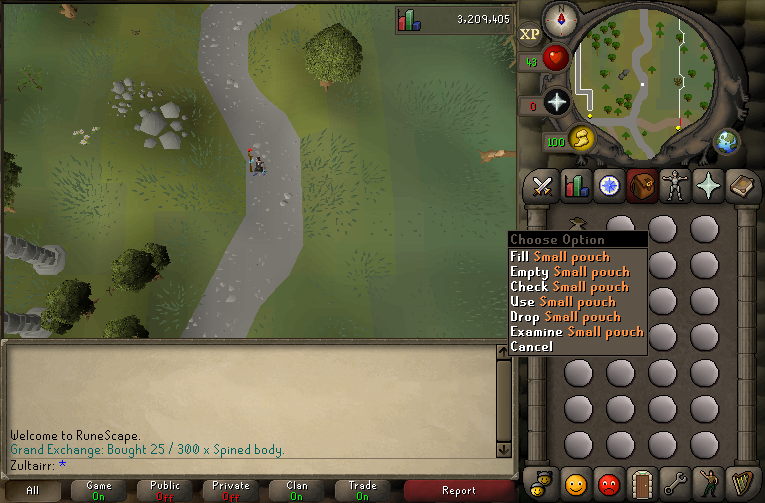 3,209,405
XP
43
0
100
Choose Option
Fill Small pouch
Empty Small pouch
Check Small pouch
Use Small pouch
Drop Small pouch
Examine Small pouch
Cancel
Welcome to RuneScape.
Grand Exchange: Bought 25 / 300 x Spined body.
Zultairr: *
All
Game
On
Public
Off
Private
Off
Clan
On
Trade
On
Report